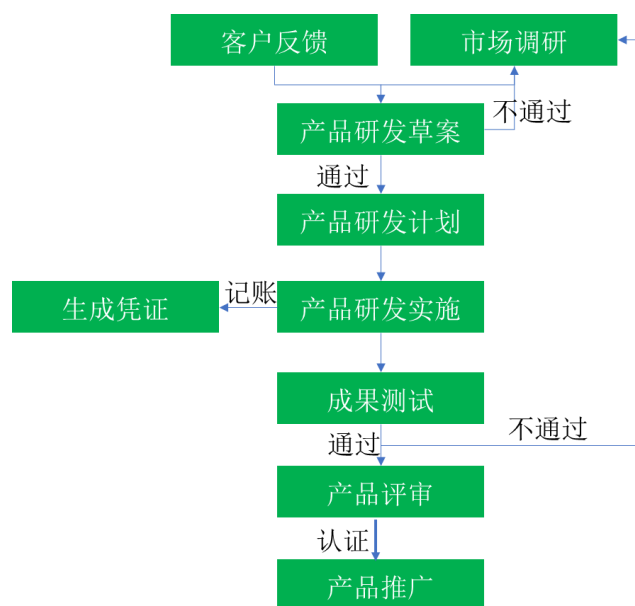 客户反馈
市场调研
不通过
产品研发草案
通过
产品研发计划
记账
生成凭证
产品研发实施
成果测试
不通过
通过
产品评审
认证
产品推广